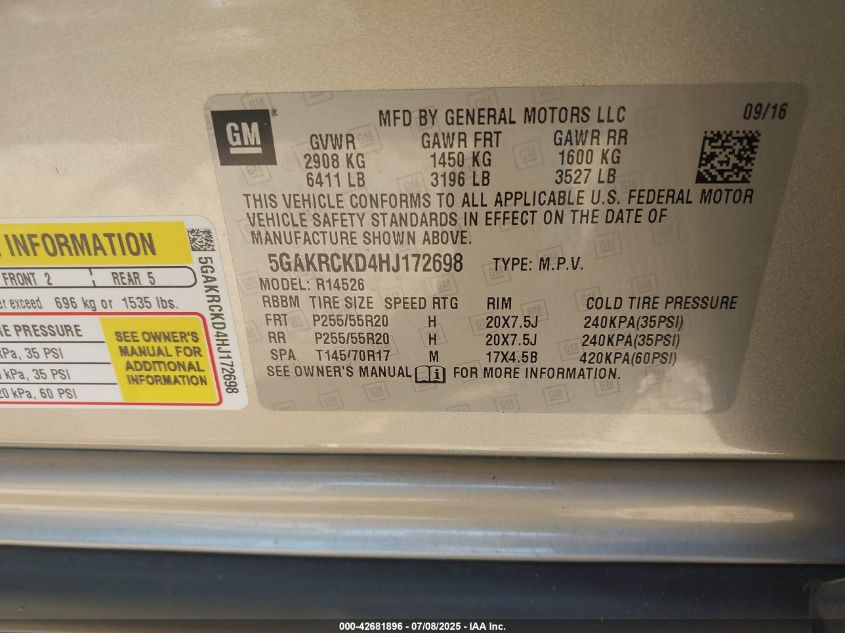 GM
MFD BY GENERAL MOTORS LLC 09/16
GVWR GAWR FRT GAWR RR
2908 KG 1450 KG 1600 KG
6411 LB 3196 LB 3527 LB
THIS VEHICLE CONFORMS TO ALL APPLICABLE U.S. FEDERAL MOTOR
VEHICLE SAFETY STANDARDS IN EFFECT ON THE DATE OF
MANUFACTURE SHOWN ABOVE.
5GAKRCKD4HJ172698 TYPE: M.P.V.
MODEL: R14526
RBBM TIRE SIZE SPEED RTG RIM COLD TIRE PRESSURE
FRT P255/55R20 H 20X7.5J 240KPA(35PSI)
RR P255/55R20 H 20X7.5J 240KPA(35PSI)
SPA T145/70R17 M 17X4.5B 420KPA(60PSI)
SEE OWNER'S MANUAL FOR MORE INFORMATION.
INFORMATION
FRONT 2 REAR 5
exceed 696 kg or 1535 lbs.
PRESSURE
kPa, 35 PSI
kPa, 35 PSI
kPa, 60 PSI
SEE OWNER'S
MANUAL FOR
ADDITIONAL
INFORMATION
5GAKRCKD4HJ172698
000-42681896 - 07/08/2025 - IAA Inc.